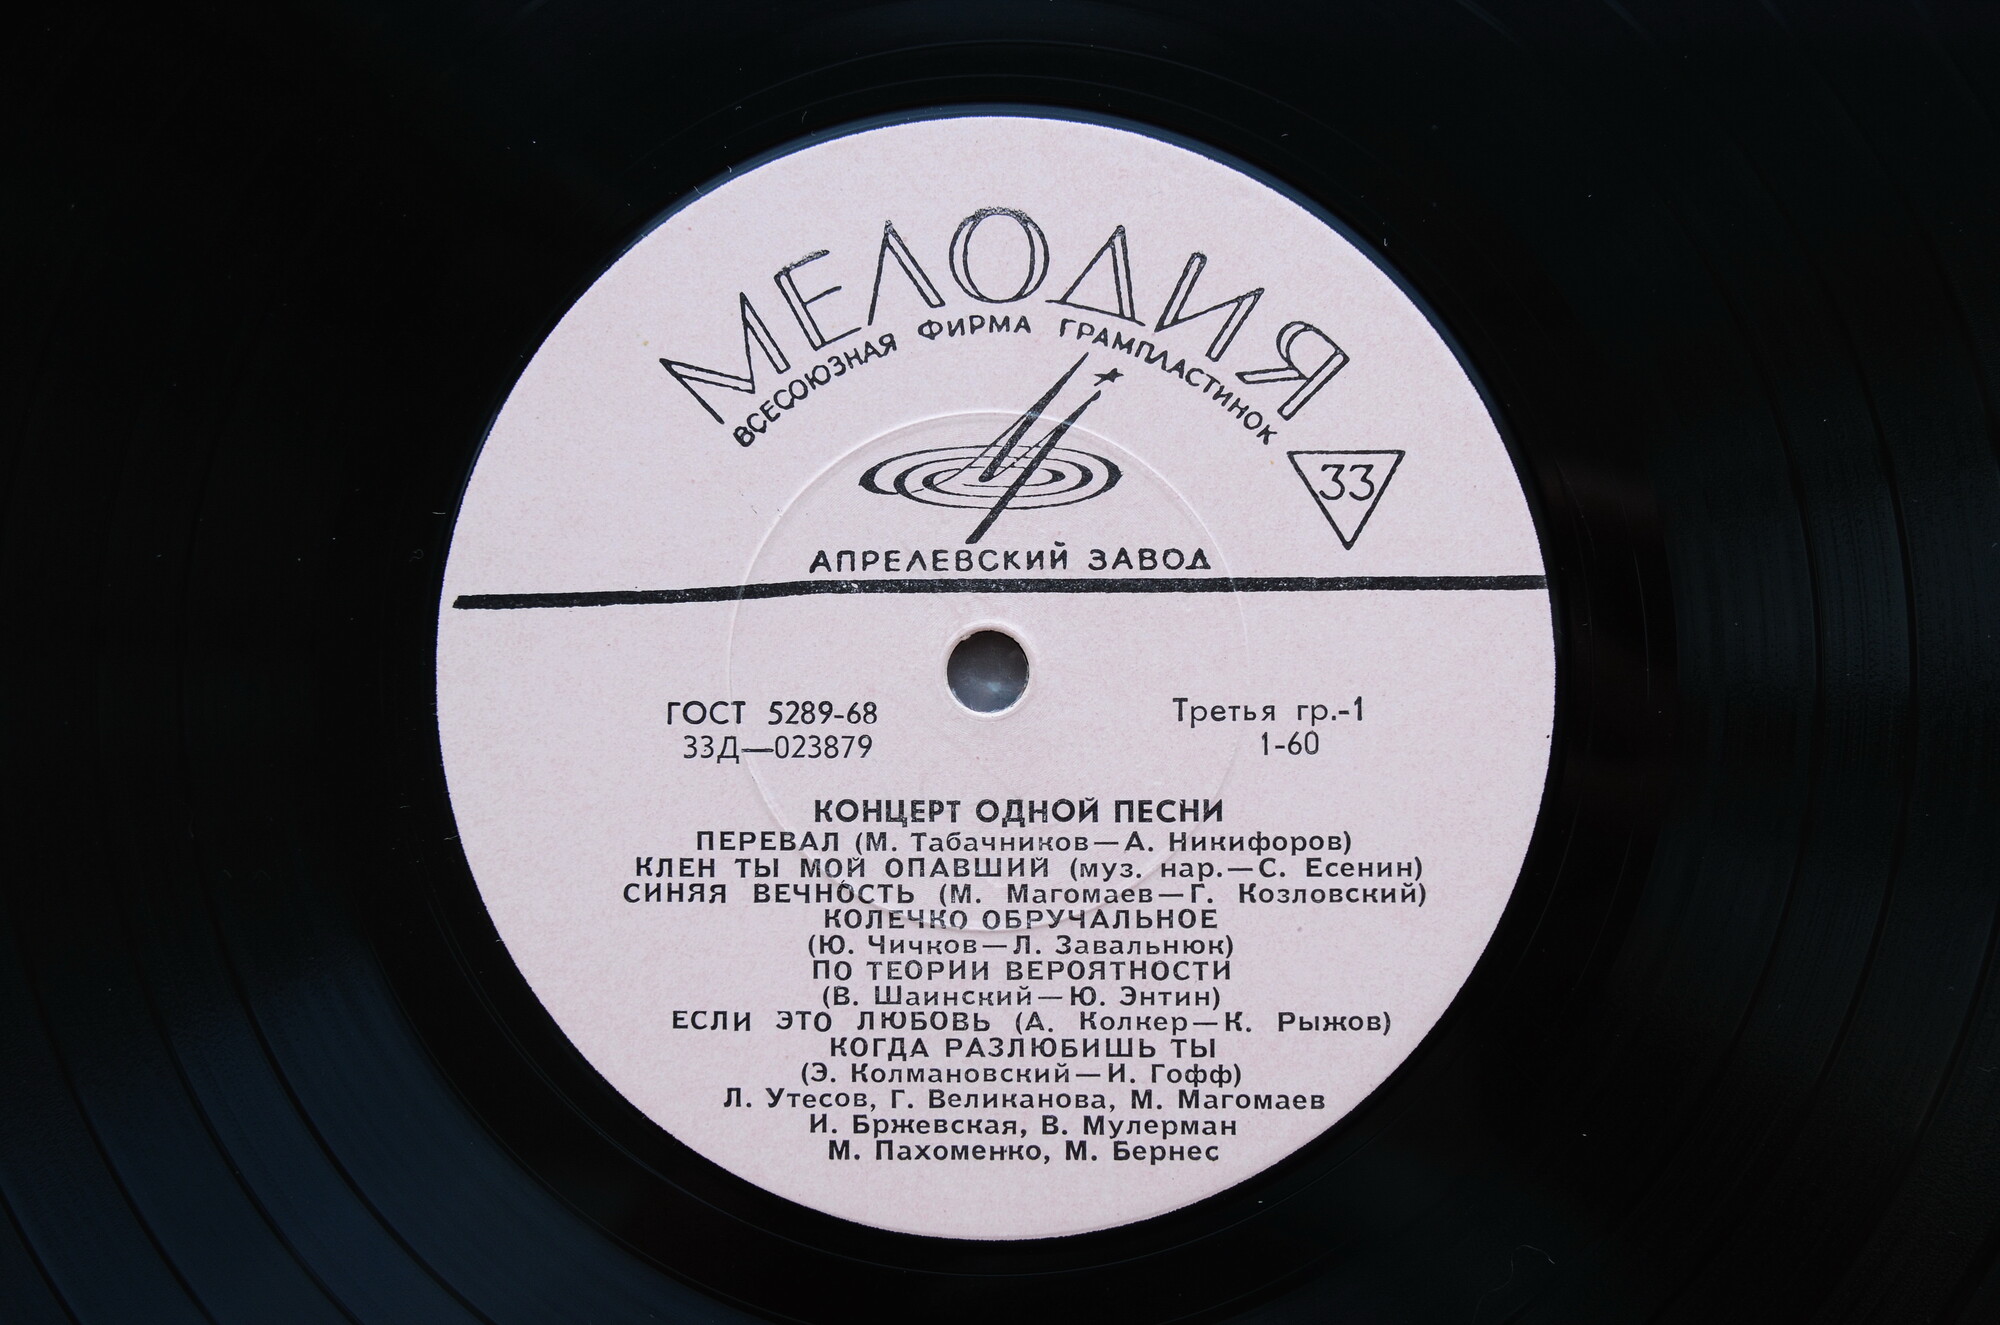 МЕЛОДИЯ
ВСЕСОЮЗНАЯ ФИРМА ГРАМПЛАСТИНОК
33
АПРЕЛЕВСКИЙ ЗАВОД
ГОСТ 5289-68
33Д—023879
Третья гр.-1
1-60
КОНЦЕРТ ОДНОЙ ПЕСНИ
ПЕРЕВАЛ (М. Табачников—А. Никифоров)
КЛЕН ТЫ МОЙ ОПАВШИЙ (муз. нар.—С. Есенин)
СИНЯЯ ВЕЧНОСТЬ (М. Магомаев—Г. Козловский)
КОЛЕЧКО ОБРУЧАЛЬНОЕ
(Ю. Чичков—Л. Завальнюк)
ПО ТЕОРИИ ВЕРОЯТНОСТИ
(В. Шаинский—Ю. Энтин)
ЕСЛИ ЭТО ЛЮБОВЬ (А. Колкер—К. Рыжов)
КОГДА РАЗЛЮБИШЬ ТЫ
(Э. Колмановский—И. Гофф)
Л. Утесов, Г. Великанова, М. Магомаев
И. Бржевская, В. Мулерман
М. Пахоменко, М. Бернес